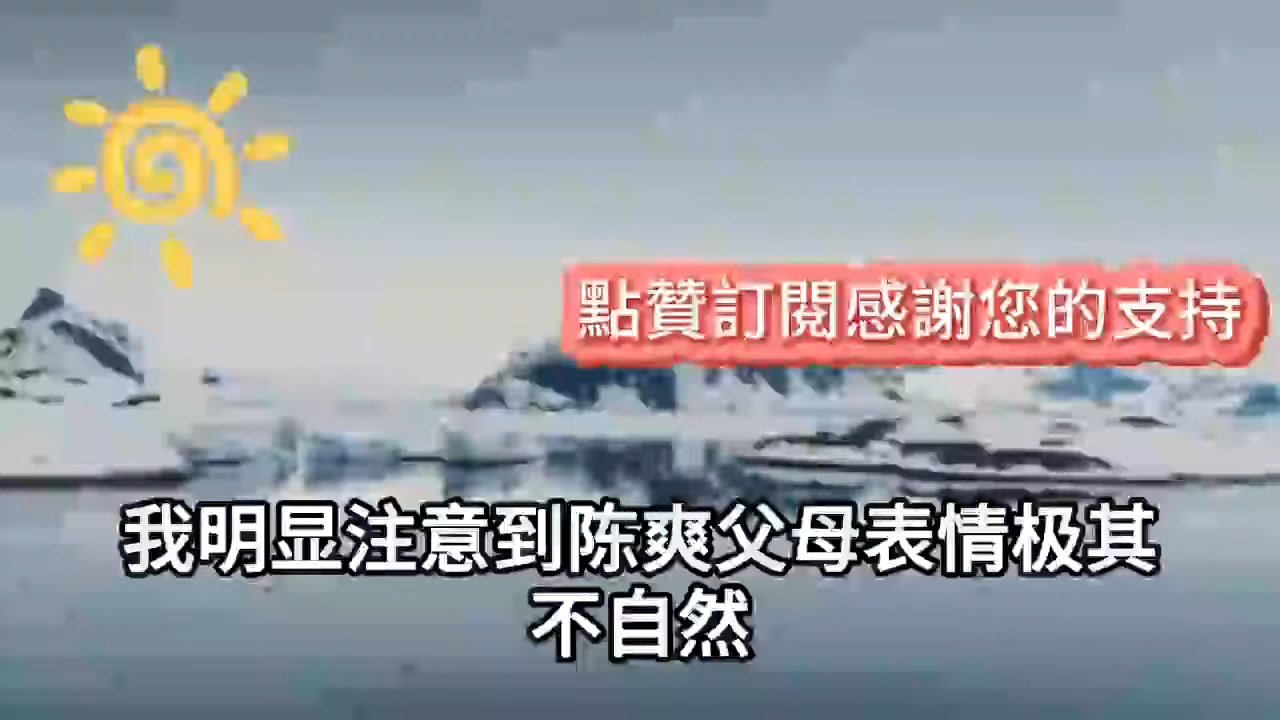 點贊訂閱感謝您的支持
我明显注意到陈爽父母表情极其
不自然